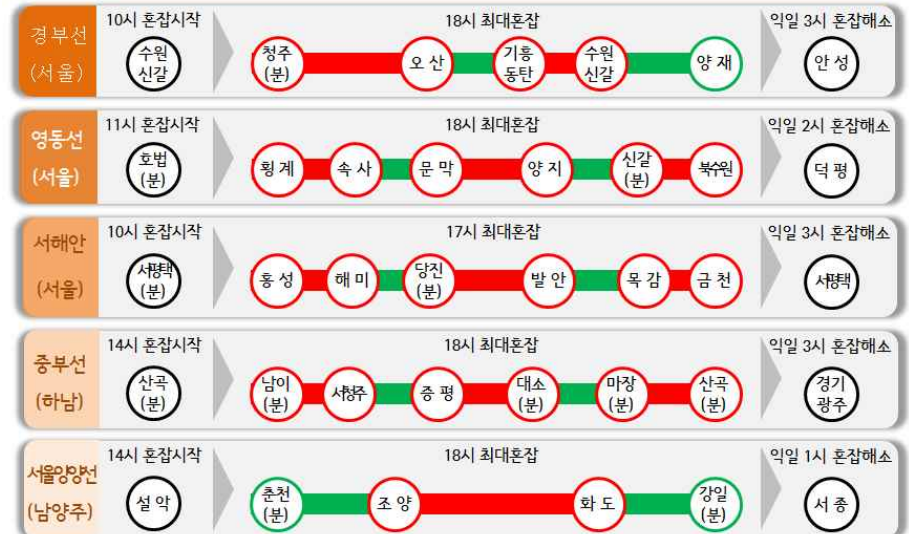 경부선
(서울)
10시 혼잡시작
수원
신갈
18시 최대혼잡
청주
(분)
오산
기흥
동탄
수원
신갈
양재
익일 3시 혼잡해소
안성
영동선
(서울)
11시 혼잡시작
호법
(분)
18시 최대혼잡
횡계
속사
문막
양지
신갈
(분)
북수원
익일 2시 혼잡해소
덕평
서해안
(서울)
10시 혼잡시작
서평택
(분)
17시 최대혼잡
홍성
해미
당진
(분)
발안
목감
금천
익일 3시 혼잡해소
서평택
중부선
(하남)
14시 혼잡시작
산곡
(분)
18시 최대혼잡
남이
(분)
서청주
증평
대소
(분)
마장
(분)
산곡
(분)
익일 3시 혼잡해소
경기
광주
서울양양선
(남양주)
14시 혼잡시작
설악
18시 최대혼잡
춘천
(분)
조양
화도
강일
(분)
익일 1시 혼잡해소
서종